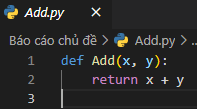 Add.py
Báo cáo chủ đề > Add.py > ...
1 def Add(x, y):
2 return x + y
3